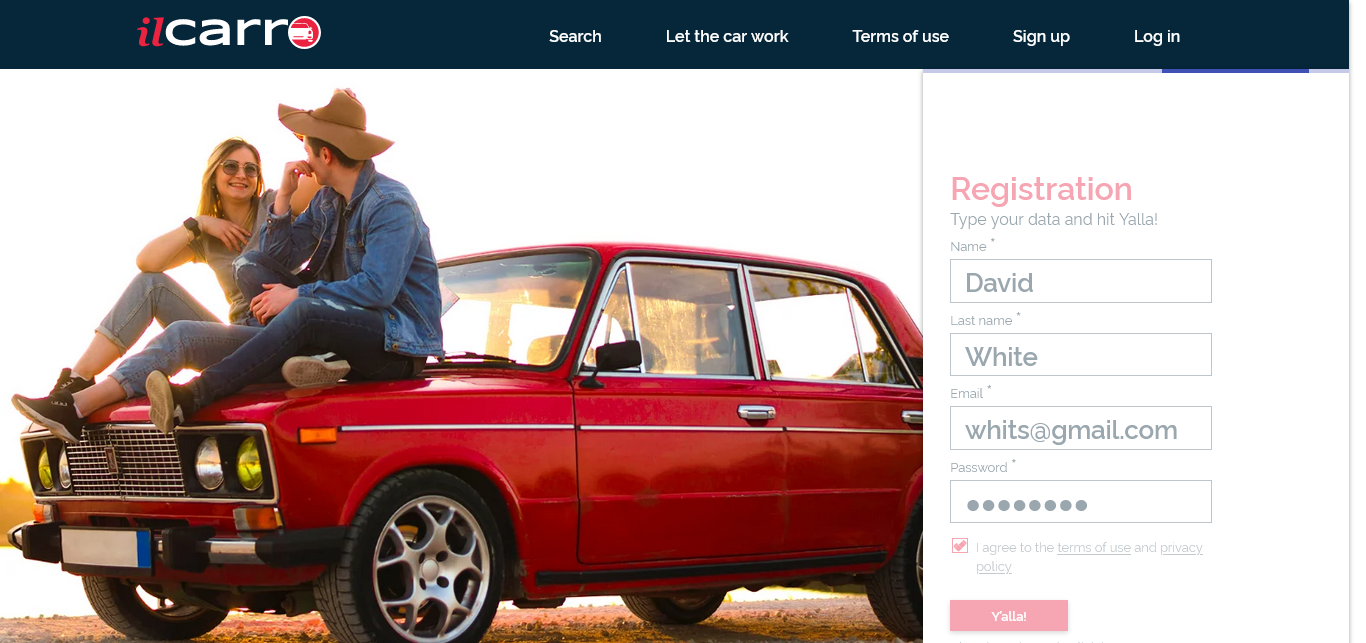 ilcarro
Search
Let the car work
Terms of use
Sign up
Log in
Registration
Type your data and hit Yalla!
Name *
David
Last name *
White
Email *
whits@gmail.com
Password *
●●●●●●●●
I agree to the terms of use and privacy
policy
Y'alla!